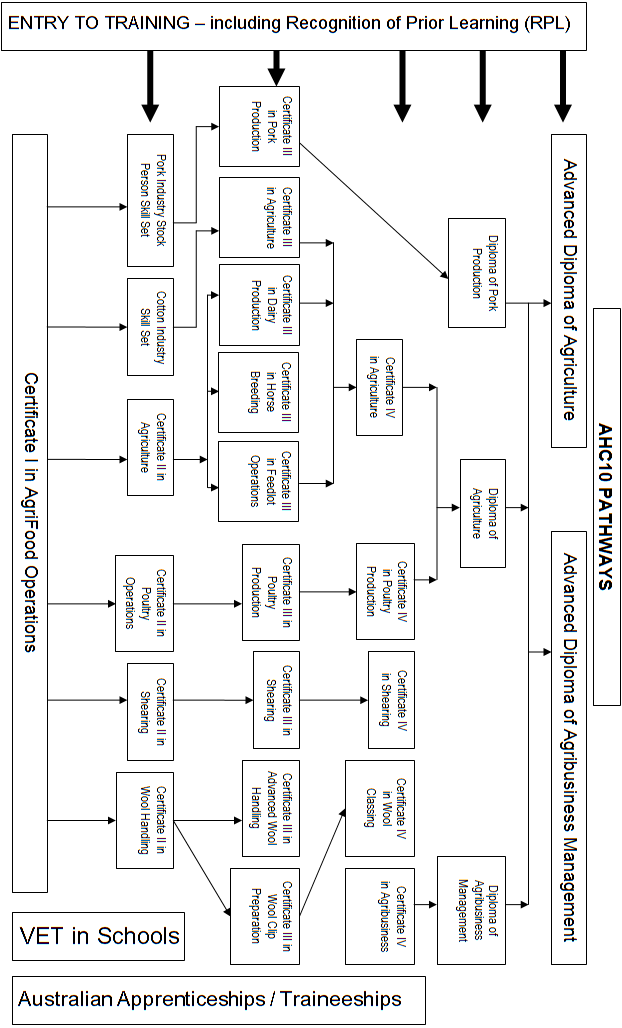 ENTRY TO TRAINING – including Recognition of Prior Learning (RPL)
Certificate I in AgriFood Operations
Pork Industry Stock
Person Skill Set
Cotton Industry
Skill Set
Certificate II in
Agriculture
Certificate II in
Poultry
Operations
Certificate II in
Shearing
Certificate II in
Wool Handling
Certificate III
in Pork
Production
Certificate III
in Agriculture
Certificate III
in Dairy
Production
Certificate III
in Horse
Breeding
Certificate III
in Feedlot
Operations
Certificate III in
Poultry
Production
Certificate III in
Shearing
Certificate III in
Advanced Wool
Handling
Certificate III in
Wool Clip
Preparation
Certificate IV
in Agriculture
Certificate IV
in Poultry
Production
Certificate IV
in Shearing
Certificate IV
in Wool
Classing
Certificate IV
in Agribusiness
Diploma of Pork
Production
Diploma of
Agriculture
Diploma of
Agribusiness
Management
Advanced Diploma of Agriculture
Advanced Diploma of Agribusiness Management
AHC10 PATHWAYS
VET in Schools
Australian Apprenticeships / Traineeships